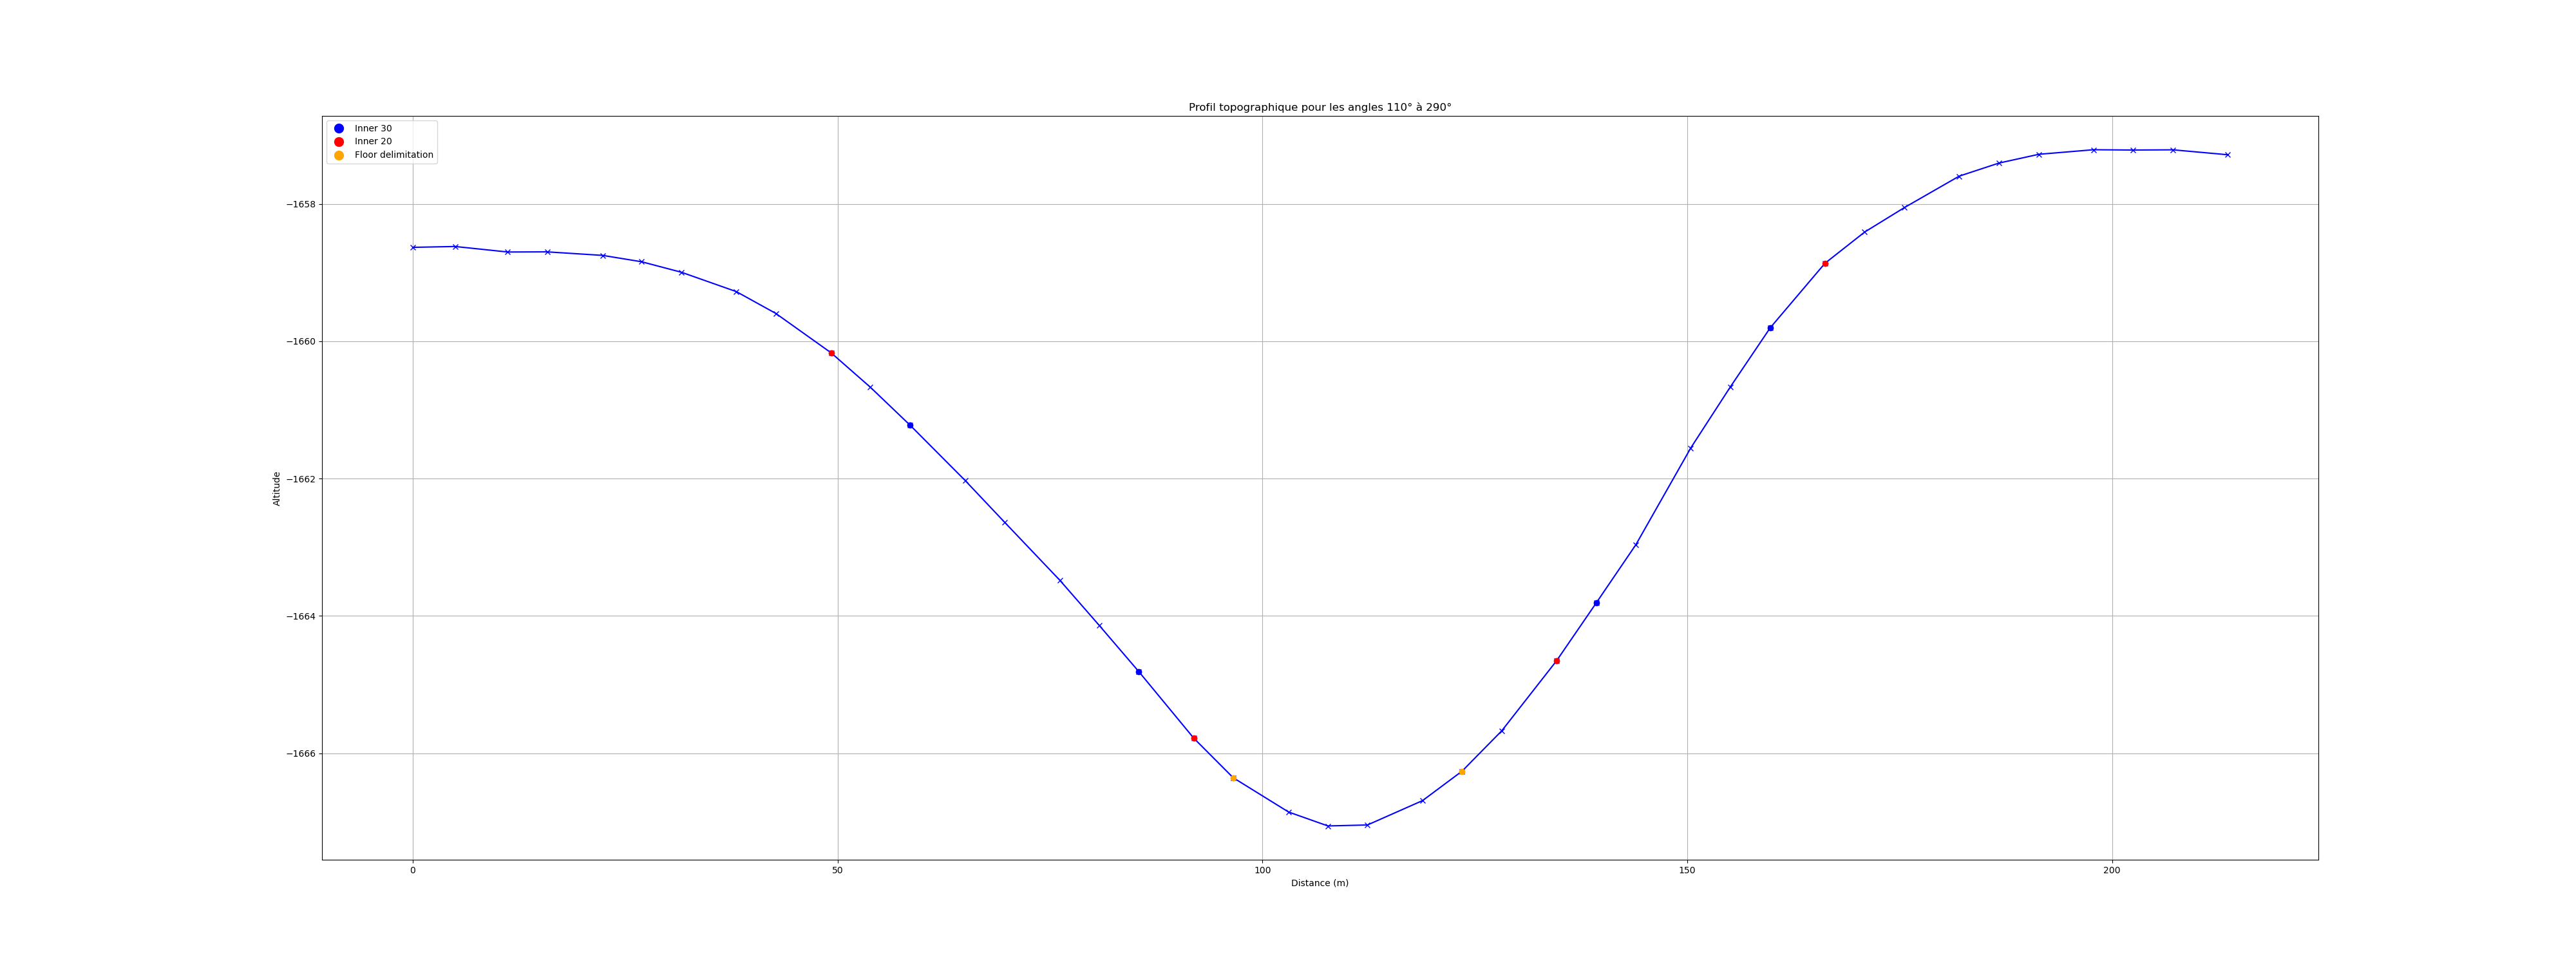 Profil topographique pour les angles 110° à 290°
Inner 30
Inner 20
Floor delimitation
Altitude
−1658
−1660
−1662
−1664
−1666
0 50 100 150 200
Distance (m)